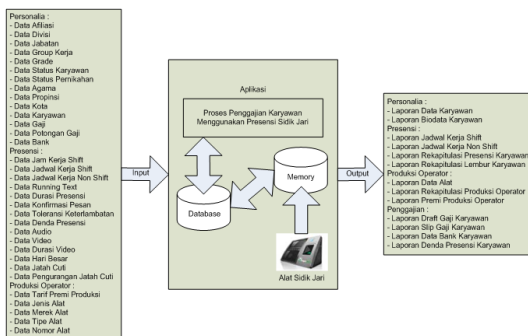 Personalia :
- Data Afiliasi
- Data Divisi
- Data Jabatan
- Data Group Kerja
- Data Grade
- Data Status Karyawan
- Data Status Pernikahan
- Data Agama
- Data Propinsi
- Data Kota
- Data Karyawan
- Data Gaji
- Data Potongan Gaji
- Data Bank
Presensi :
- Data Jam Kerja Shift
- Data Jadwal Kerja Shift
- Data Jadwal Kerja Non Shift
- Data Running Text
- Data Durasi Presensi
- Data Konfirmasi Pesan
- Data Toleransi Keterlambatan
- Data Denda Presensi
- Data Audio
- Data Video
- Data Durasi Video
- Data Hari Besar
- Data Jatah Cuti
- Data Pengurangan Jatah Cuti
Produksi Operator :
- Data Tarif Premi Produksi
- Data Jenis Alat
- Data Merek Alat
- Data Tipe Alat
- Data Nomor Alat
Input
Aplikasi
Proses Penggajian Karyawan
Menggunakan Presensi Sidik Jari
Database
Memory
Alat Sidik Jari
Output
Personalia :
- Laporan Data Karyawan
- Laporan Biodata Karyawan
Presensi :
- Laporan Jadwal Kerja Shift
- Laporan Jadwal Kerja Non Shift
- Laporan Rekapitulasi Presensi Karyawan
- Laporan Rekapitulasi Lembur Karyawan
Produksi Operator :
- Laporan Data Alat
- Laporan Rekapitulasi Produksi Operator
- Laporan Premi Produksi Operator
Penggajian :
- Laporan Draft Gaji Karyawan
- Laporan Slip Gaji Karyawan
- Laporan Data Bank Karyawan
- Laporan Denda Presensi Karyawan